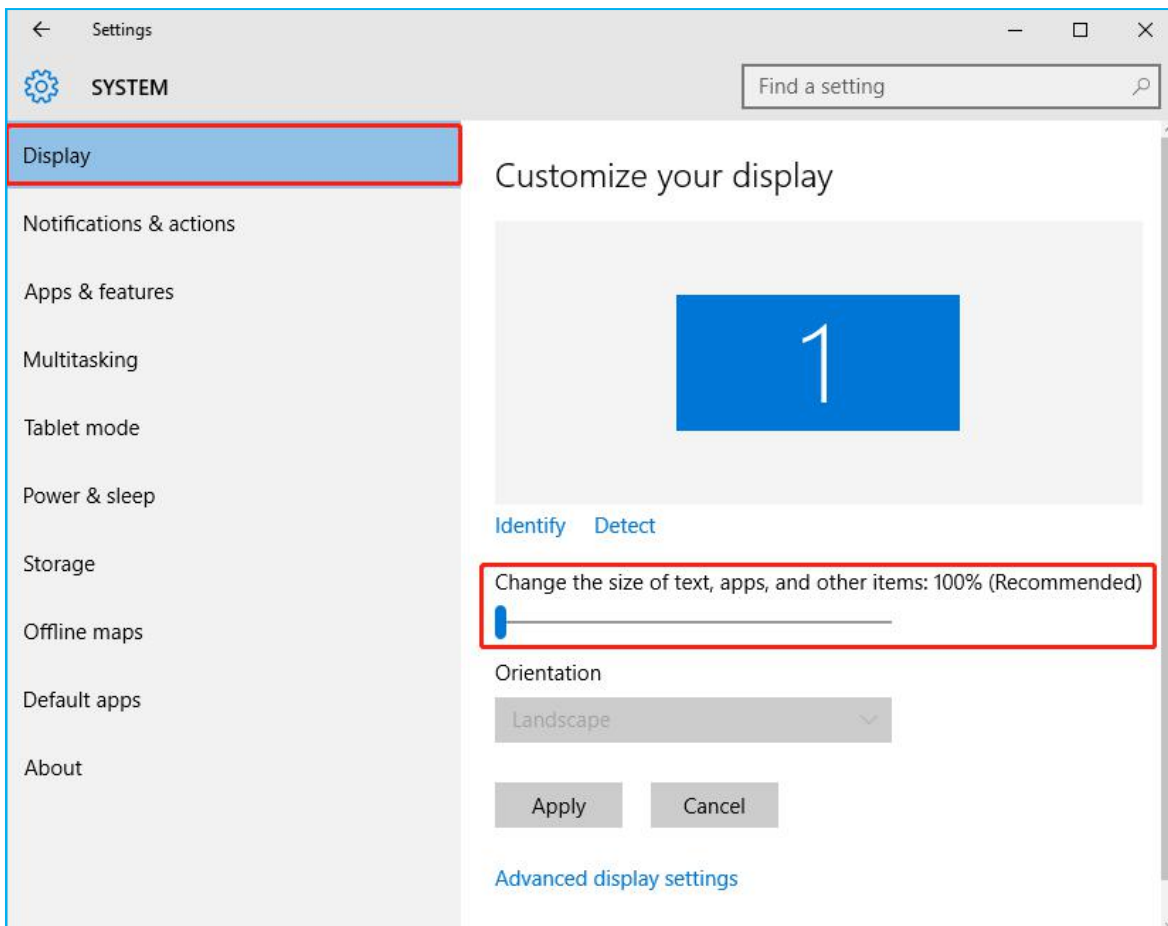 Settings
SYSTEM
Find a setting
Display
Notifications & actions
Apps & features
Multitasking
Tablet mode
Power & sleep
Storage
Offline maps
Default apps
About
Customize your display
1
Identify Detect
Change the size of text, apps, and other items: 100% (Recommended)
Orientation
Landscape
Apply Cancel
Advanced display settings